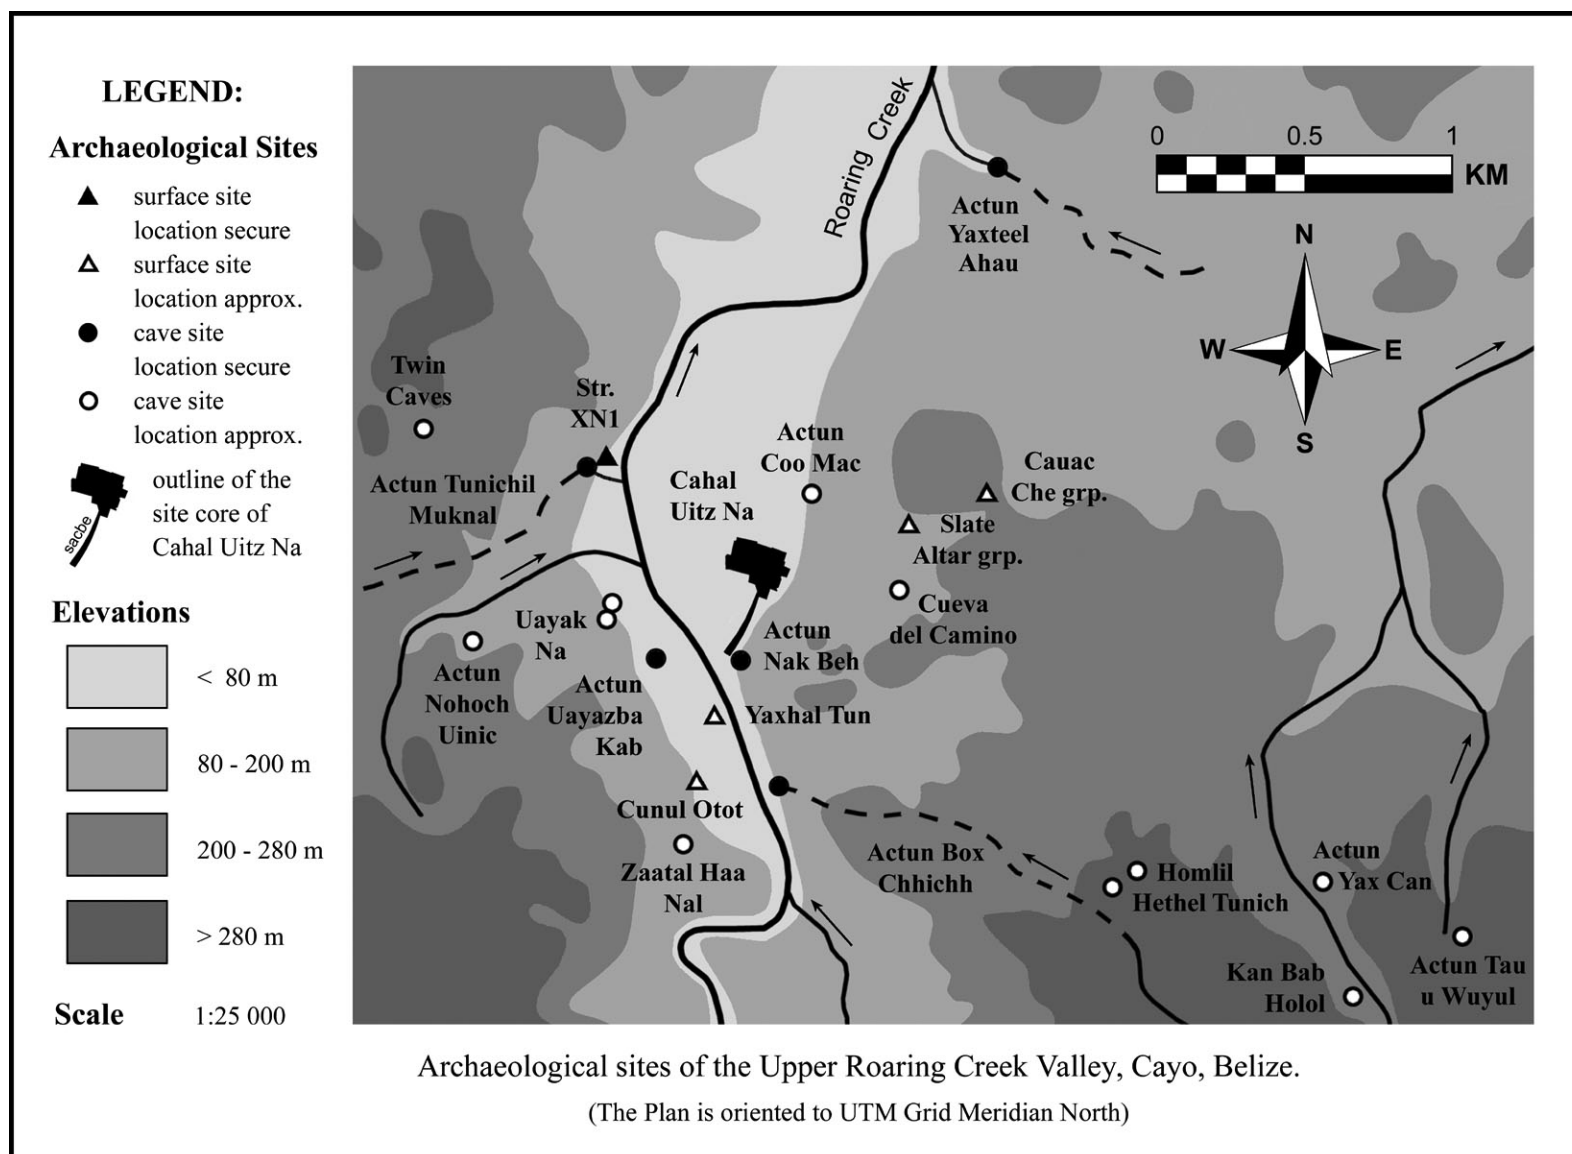 LEGEND:
Archaeological Sites
surface site
location secure
surface site
location approx.
cave site
location secure
cave site
location approx.
sacbe
outline of the
site core of
Cahal Uitz Na
Elevations
< 80 m
80 - 200 m
200 - 280 m
> 280 m
Scale 1:25 000
Roaring Creek
0 0.5 1
KM
N
W E
S
Actun
Yaxteel
Ahau
Twin
Caves
Str.
XN1
Actun Tunichil
Muknal
Cahal
Uitz Na
Actun
Coo Mac
Cauac
Che grp.
Slate
Altar grp.
Cueva
del Camino
Uayak
Na
Actun
Nak Beh
Actun
Nohoch
Uinic
Actun
Uayazba
Kab
Yaxhal Tun
Cunul Otot
Zaatal Haa
Nal
Actun Box
Chhichh
Homlil
Hethel Tunich
Actun
Yax Can
Kan Bab
Holol
Actun Tau
u Wuyul
Archaeological sites of the Upper Roaring Creek Valley, Cayo, Belize.
(The Plan is oriented to UTM Grid Meridian North)